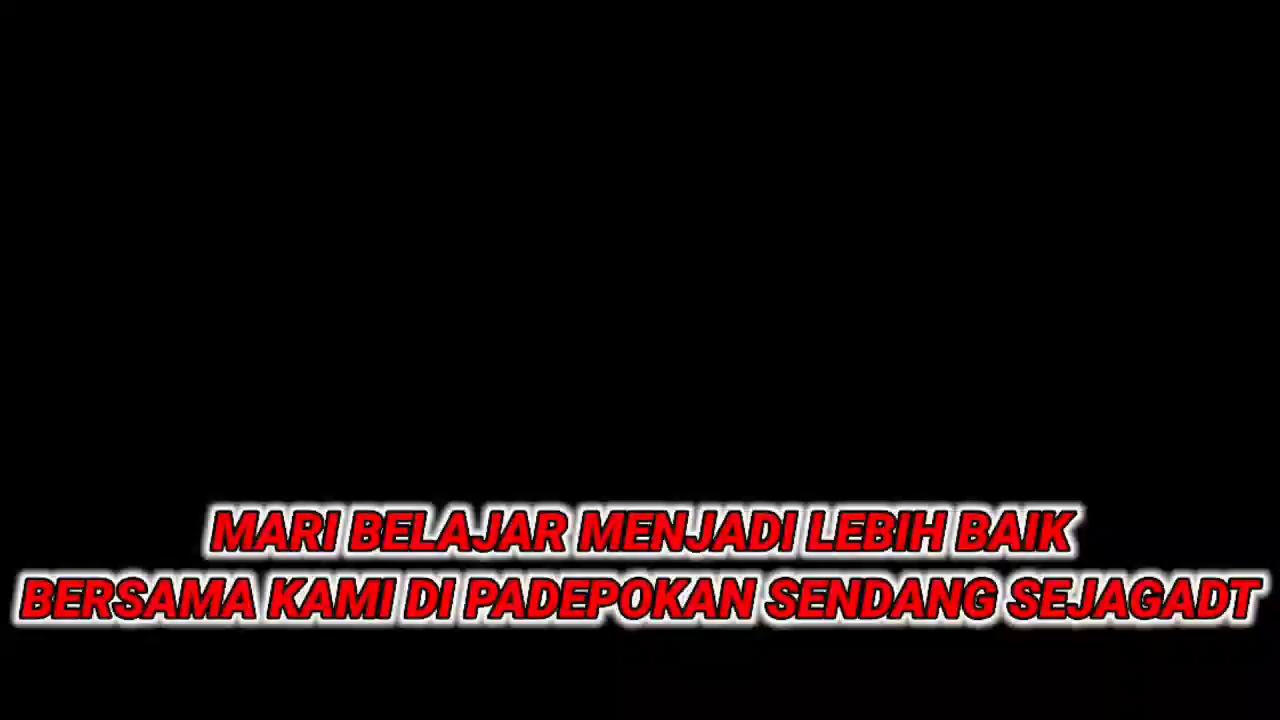 MARI BELAJAR MENJADI LEBIH BAIK
BERSAMA KAMI DI PADEPOKAN SENDANG SEJAGADT